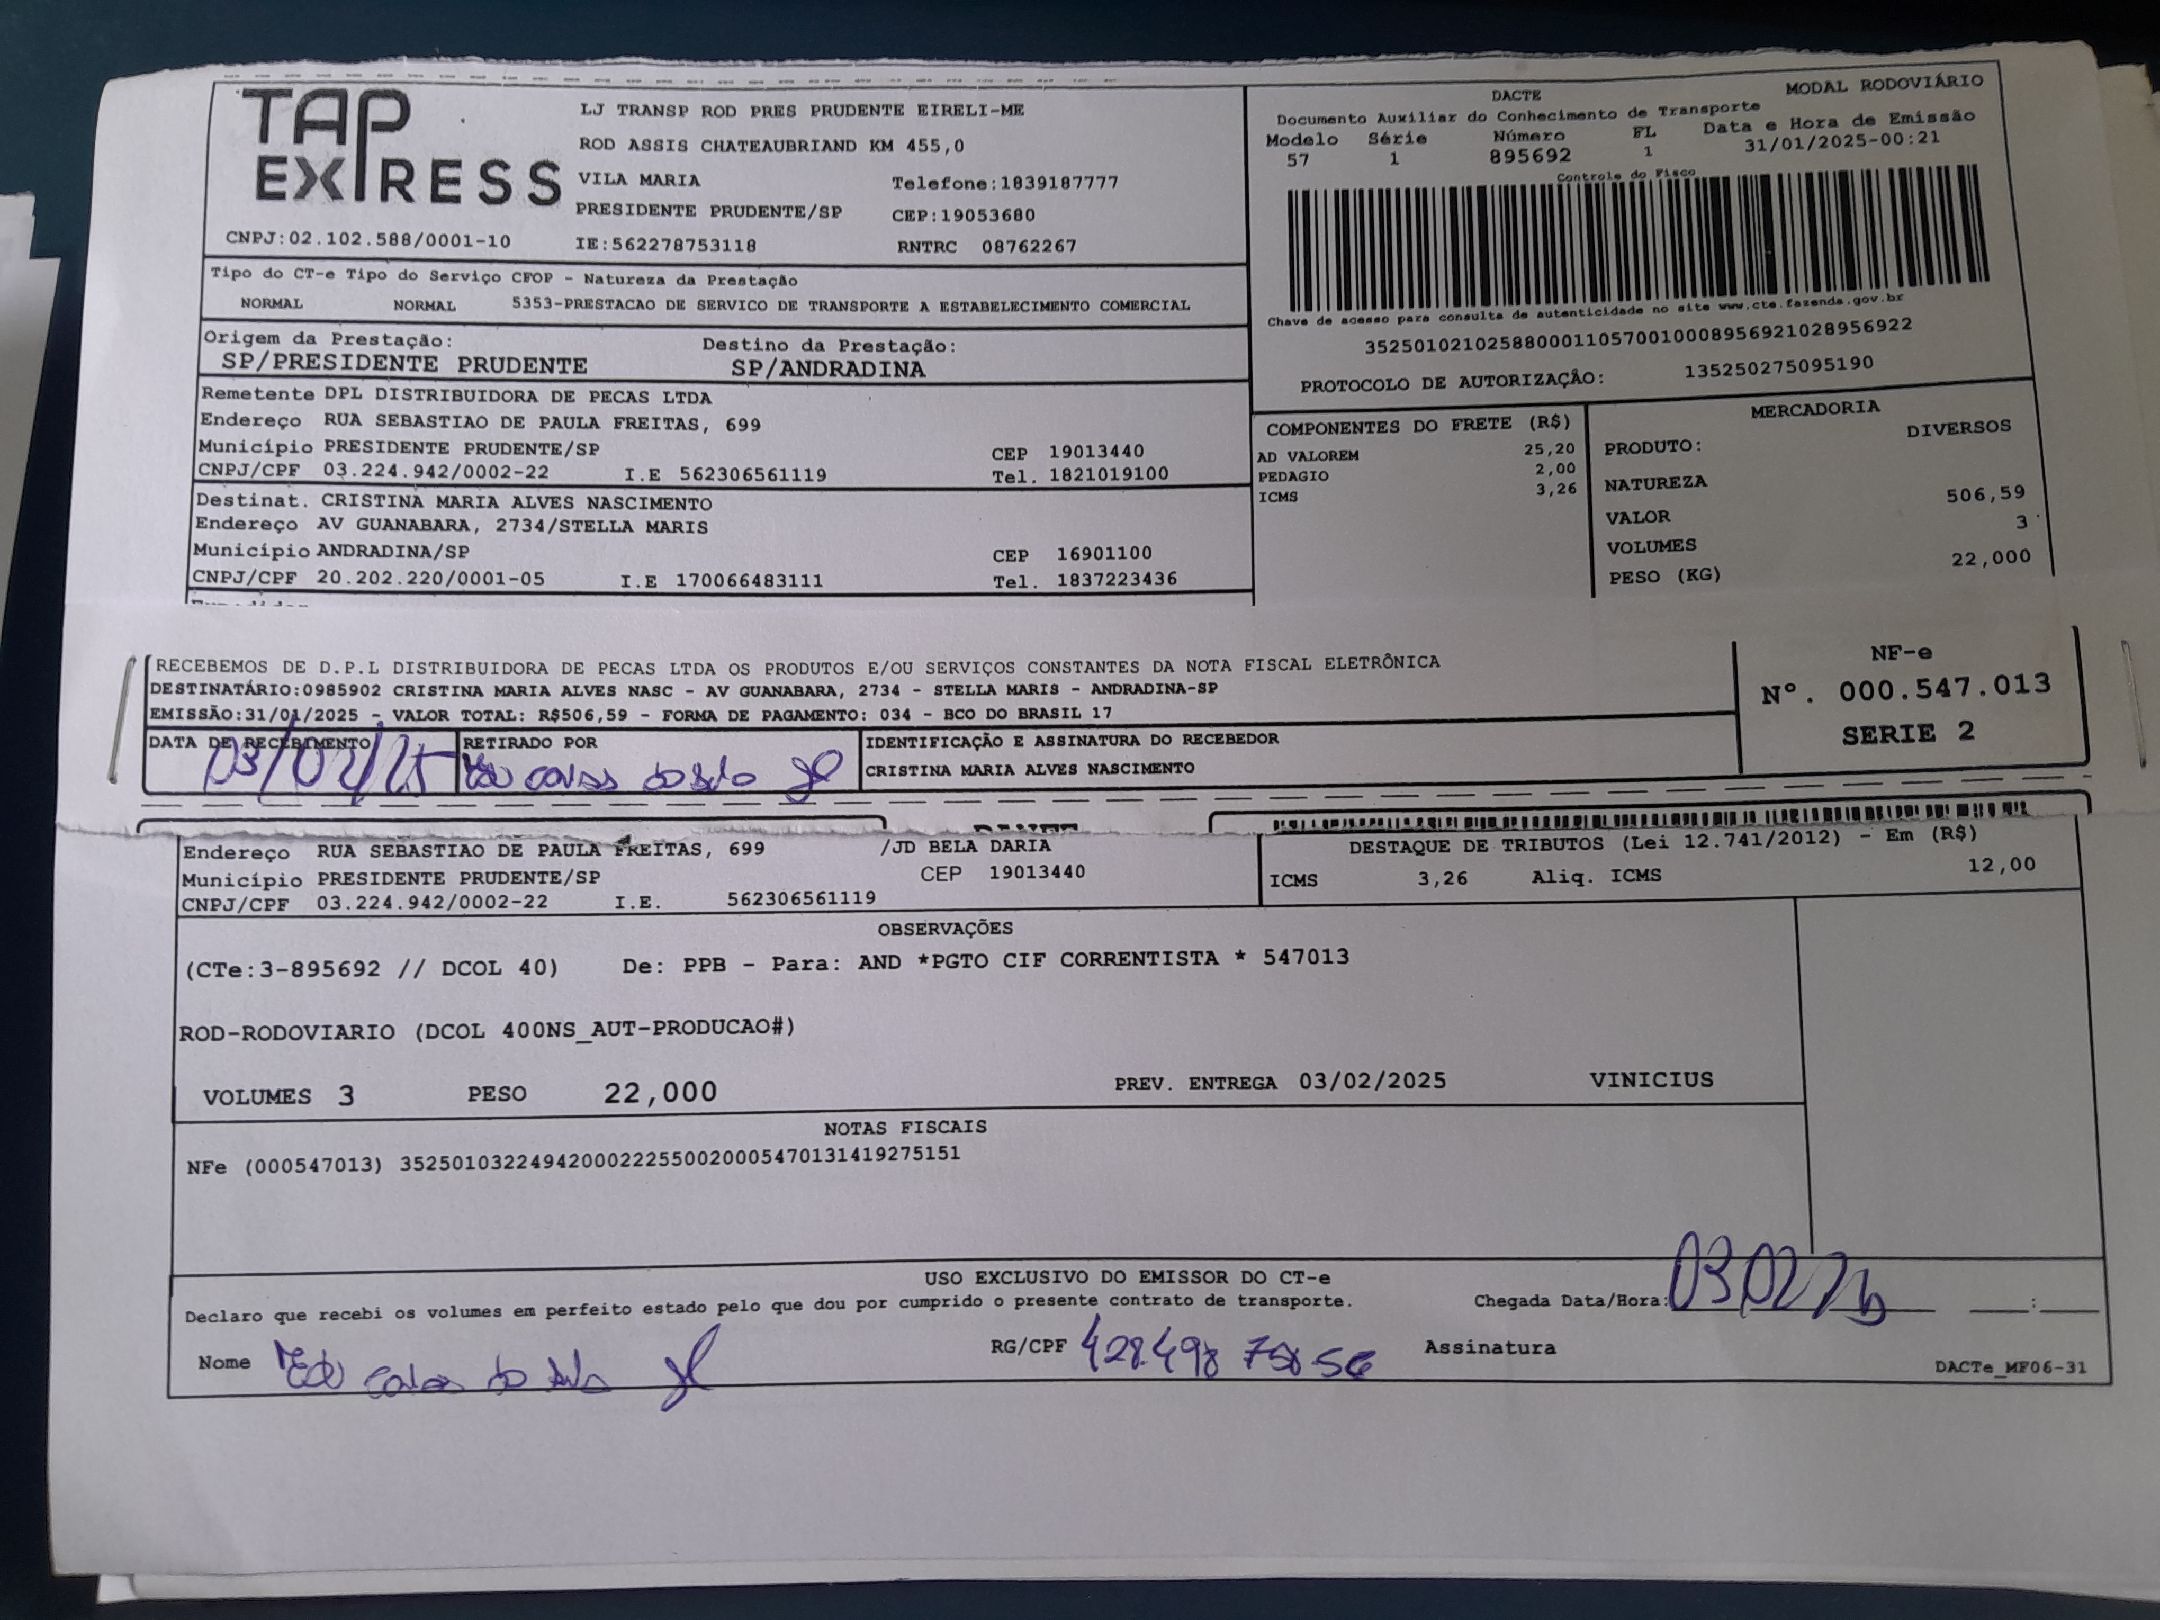 TAP EXPRESS
LJ TRANSP ROD PRES PRUDENTE EIRELI-ME
ROD ASSIS CHATEAUBRIAND KM 455,0
VILA MARIA Telefone:1839187777
PRESIDENTE PRUDENTE/SP CEP:19053680
CNPJ:02.102.588/0001-10 IE:562278753118 RNTRC 08762267
Tipo do CT-e Tipo do Serviço CFOP - Natureza da Prestação
NORMAL NORMAL 5353-PRESTACAO DE SERVICO DE TRANSPORTE A ESTABELECIMENTO COMERCIAL
Origem da Prestação: Destino da Prestação:
SP/PRESIDENTE PRUDENTE SP/ANDRADINA
Remetente DPL DISTRIBUIDORA DE PECAS LTDA
Endereço RUA SEBASTIAO DE PAULA FREITAS, 699
Município PRESIDENTE PRUDENTE/SP CEP 19013440
CNPJ/CPF 03.224.942/0002-22 I.E 562306561119 Tel. 1821019100
Destinat. CRISTINA MARIA ALVES NASCIMENTO
Endereço AV GUANABARA, 2734/STELLA MARIS
Município ANDRADINA/SP CEP 16901100
CNPJ/CPF 20.202.220/0001-05 I.E 170066483111 Tel. 1837223436
DACTE MODAL RODOVIÁRIO
Documento Auxiliar do Conhecimento de Transporte
Modelo Série Número FL Data e Hora de Emissão
57 1 895692 1 31/01/2025-00:21
Controle do Fisco
Chave de acesso para consulta de autenticidade no site www.cte.fazenda.gov.br
35250102102588000110570010008956921028956922
PROTOCOLO DE AUTORIZAÇÃO: 135250275095190
COMPONENTES DO FRETE (R$)
AD VALOREM 25,20
PEDAGIO 2,00
ICMS 3,26
MERCADORIA
PRODUTO: DIVERSOS
NATUREZA
VALOR 506,59
VOLUMES 3
PESO (KG) 22,000
RECEBEMOS DE D.P.L DISTRIBUIDORA DE PECAS LTDA OS PRODUTOS E/OU SERVIÇOS CONSTANTES DA NOTA FISCAL ELETRÔNICA
DESTINATÁRIO:0985902 CRISTINA MARIA ALVES NASC - AV GUANABARA, 2734 - STELLA MARIS - ANDRADINA-SP
EMISSÃO:31/01/2025 - VALOR TOTAL: R$506,59 - FORMA DE PAGAMENTO: 034 - BCO DO BRASIL 17
DATA DE RECEBIMENTO RETIRADO POR IDENTIFICAÇÃO E ASSINATURA DO RECEBEDOR
03/02/25 CRISTINA MARIA ALVES NASCIMENTO
NF-e
Nº. 000.547.013
SERIE 2
Endereço RUA SEBASTIAO DE PAULA FREITAS, 699 /JD BELA DARIA
Município PRESIDENTE PRUDENTE/SP CEP 19013440
CNPJ/CPF 03.224.942/0002-22 I.E. 562306561119
DESTAQUE DE TRIBUTOS (Lei 12.741/2012) - Em (R$)
ICMS 3,26 Aliq. ICMS 12,00
OBSERVAÇÕES
(CTe:3-895692 // DCOL 40) De: PPB - Para: AND *PGTO CIF CORRENTISTA * 547013
ROD-RODOVIARIO (DCOL 400NS_AUT-PRODUCAO#)
VOLUMES 3 PESO 22,000 PREV. ENTREGA 03/02/2025 VINICIUS
NOTAS FISCAIS
NFe (000547013) 35250103224942000222550020005470131419275151
USO EXCLUSIVO DO EMISSOR DO CT-e
Declaro que recebi os volumes em perfeito estado pelo que dou por cumprido o presente contrato de transporte. Chegada Data/Hora: __:__
Nome RG/CPF Assinatura
DACTe_MF06-31